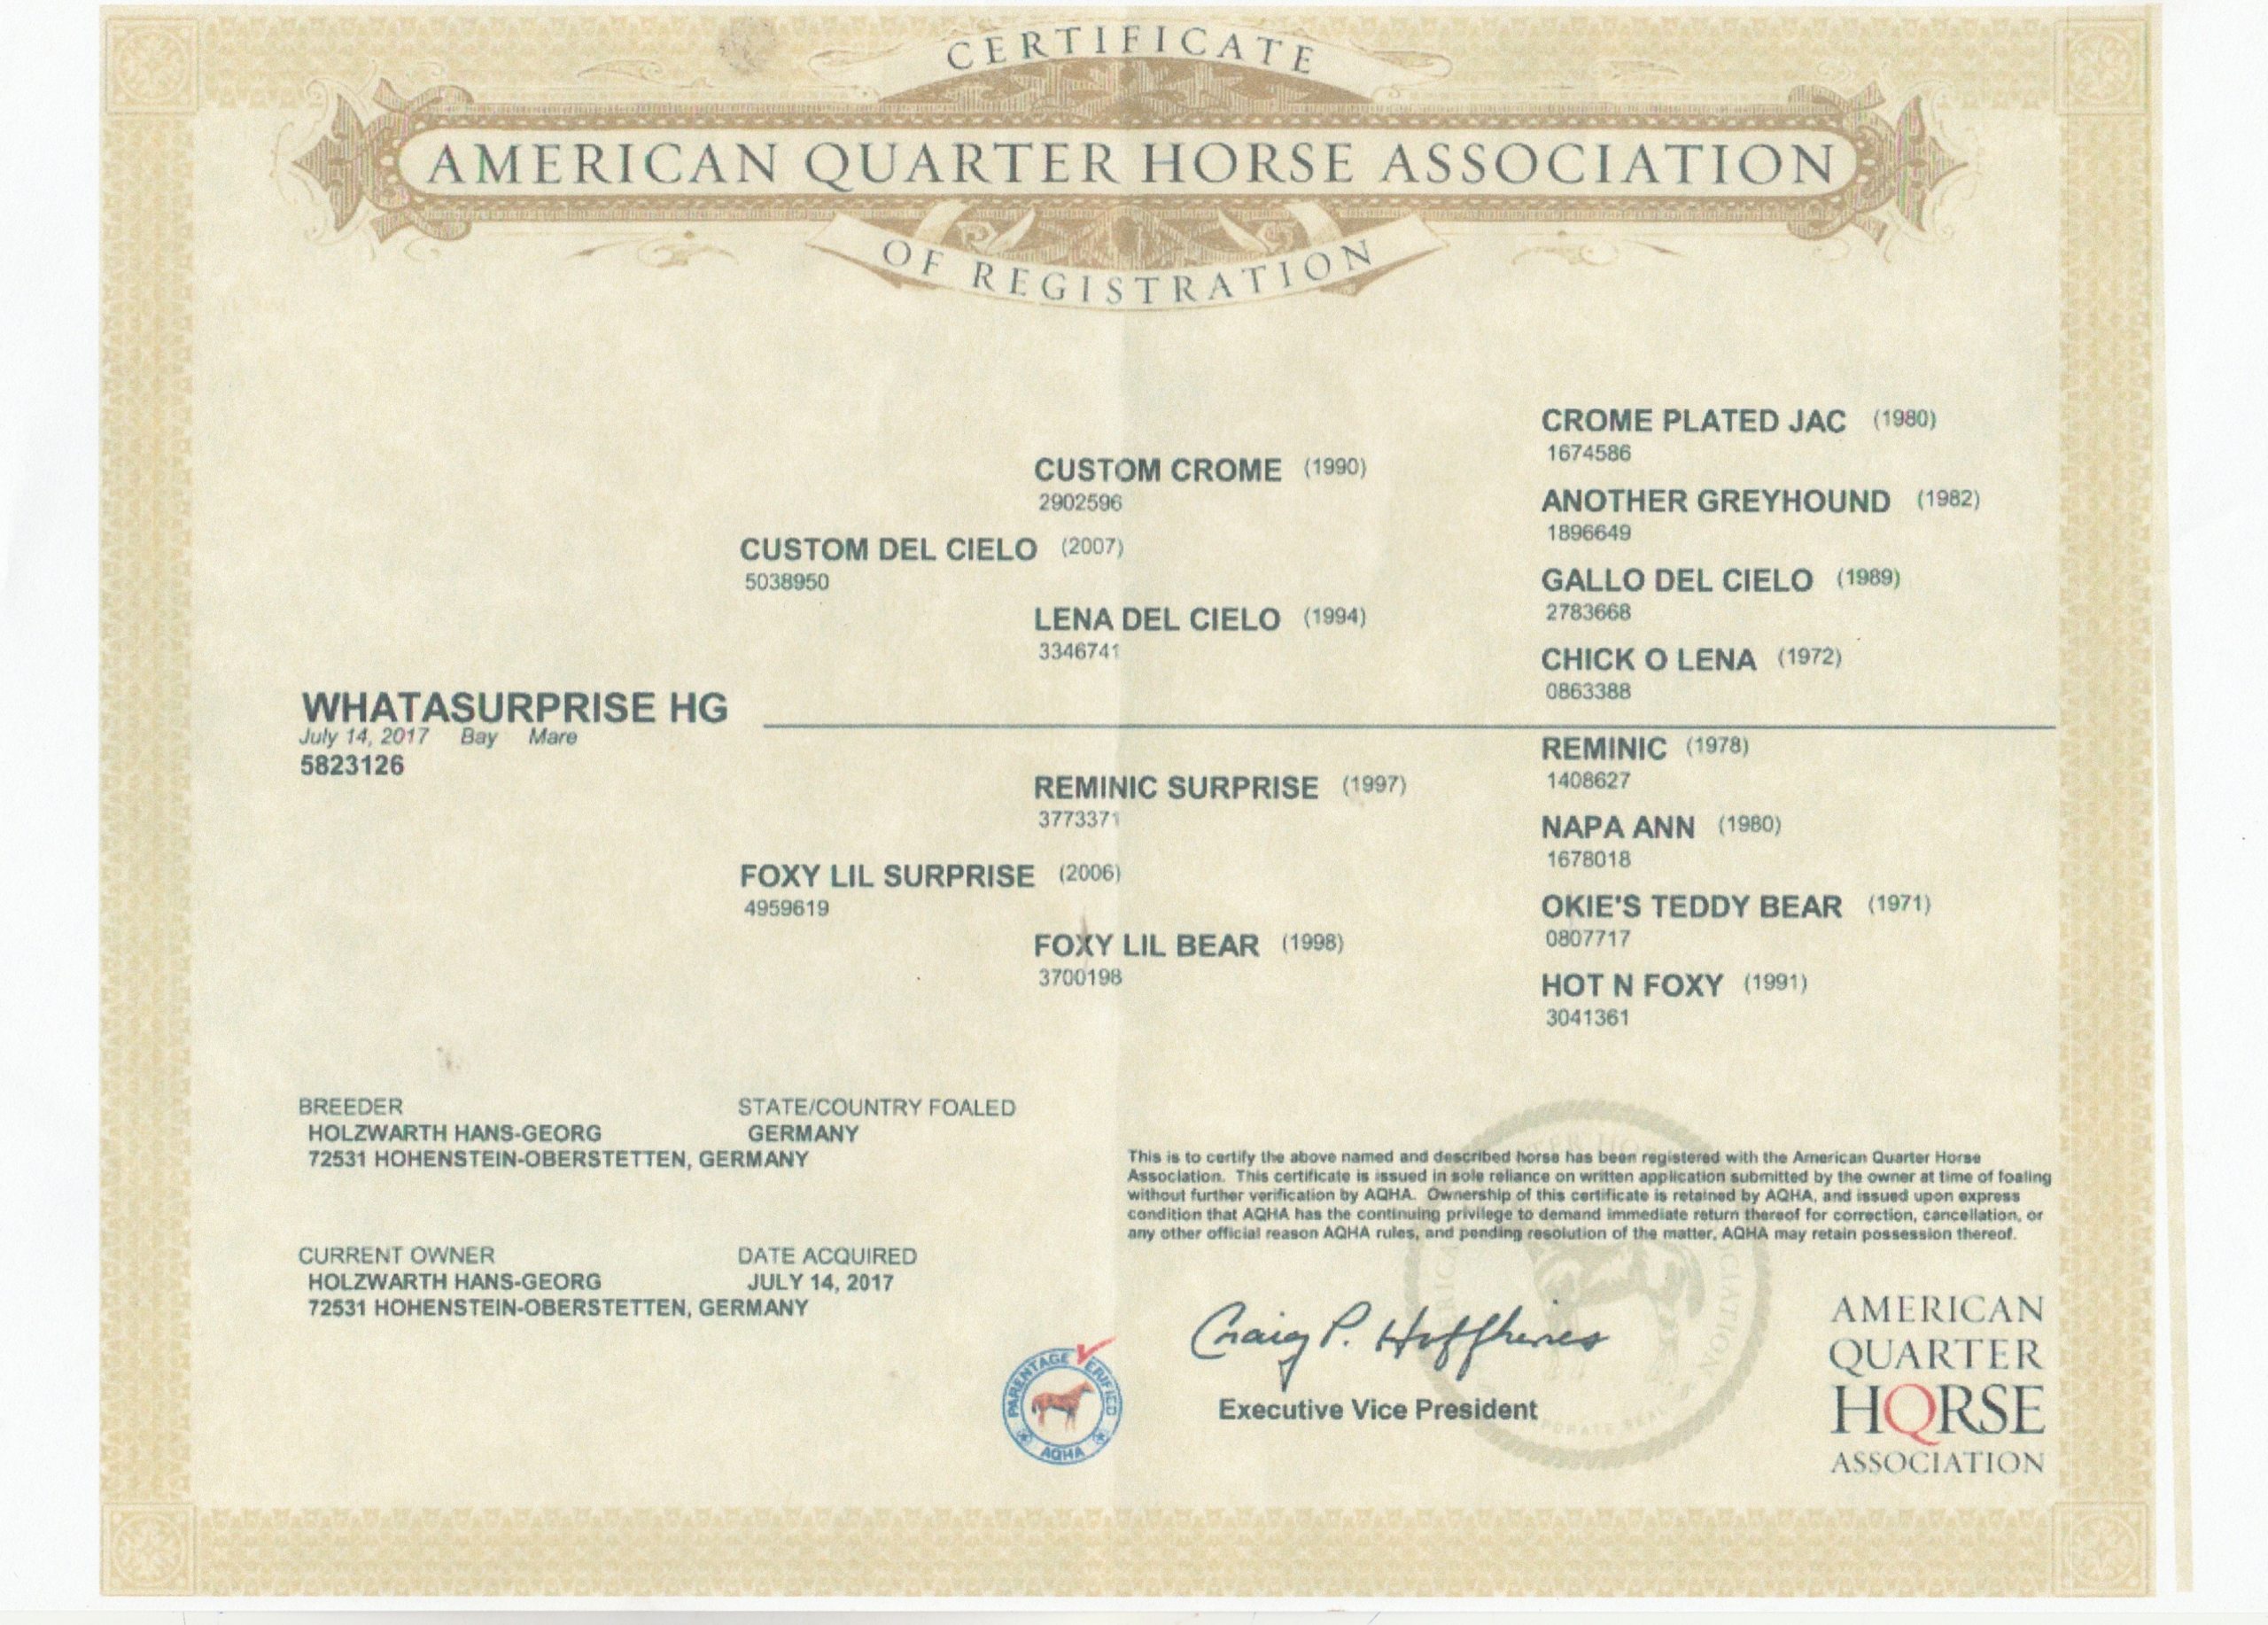 CERTIFICATE
AMERICAN QUARTER HORSE ASSOCIATION
OF REGISTRATION
CROME PLATED JAC (1980)
1674586
CUSTOM CROME (1990)
2902596
ANOTHER GREYHOUND (1982)
1896649
CUSTOM DEL CIELO (2007)
5038950
GALLO DEL CIELO (1989)
2783668
LENA DEL CIELO (1994)
3346741
CHICK O LENA (1972)
0863388
WHATASURPRISE HG
July 14, 2017 Bay Mare
5823126
REMINIC (1978)
1408627
REMINIC SURPRISE (1997)
3773371
NAPA ANN (1980)
1678018
FOXY LIL SURPRISE (2006)
4959619
OKIE'S TEDDY BEAR (1971)
0807717
FOXY LIL BEAR (1998)
3700198
HOT N FOXY (1991)
3041361
BREEDER STATE/COUNTRY FOALED
HOLZWARTH HANS-GEORG GERMANY
72531 HOHENSTEIN-OBERSTETTEN, GERMANY
This is to certify the above named and described horse has been registered with the American Quarter Horse
Association. This certificate is issued in sole reliance on written application submitted by the owner at time of foaling
without further verification by AQHA. Ownership of this certificate is retained by AQHA, and issued upon express
condition that AQHA has the continuing privilege to demand immediate return thereof for correction, cancellation, or
any other official reason AQHA rules, and pending resolution of the matter, AQHA may retain possession thereof.
CURRENT OWNER DATE ACQUIRED
HOLZWARTH HANS-GEORG JULY 14, 2017
72531 HOHENSTEIN-OBERSTETTEN, GERMANY
PARENTAGE VERIFIED
AQHA
Craig P. Huffhines
Executive Vice President
AMERICAN
QUARTER
HORSE
ASSOCIATION